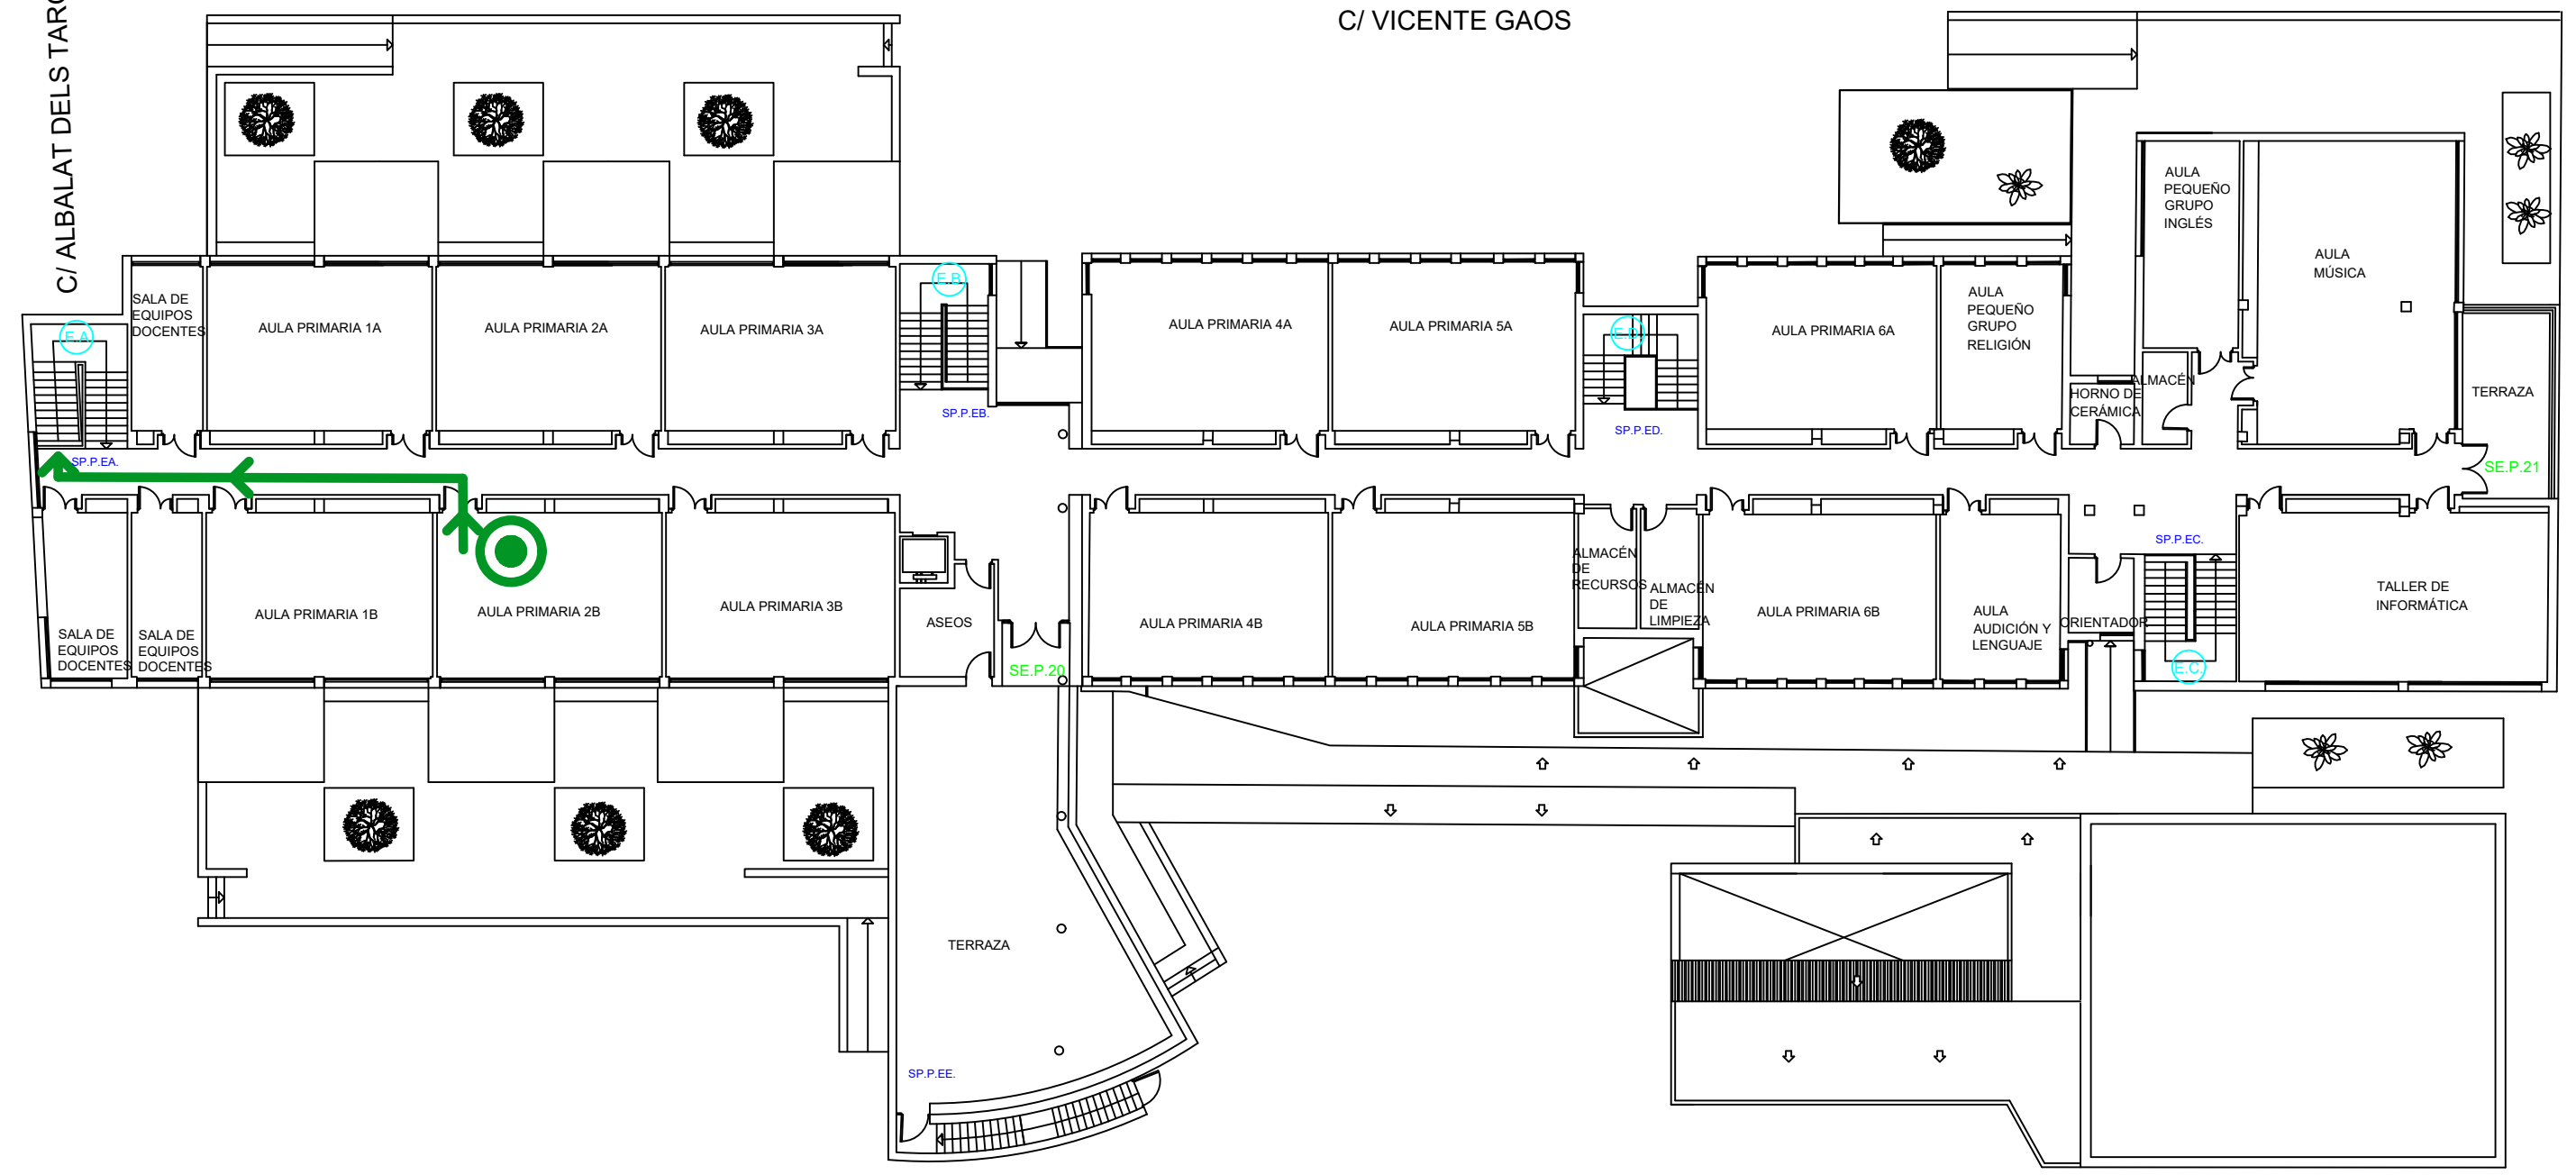 C/ VICENTE GAOS
C/ ALBALAT DELS
AULA
PEQUEÑO
GRUPO
INGLÉS
AULA
MÚSICA
E.B.
E.A.
E.D.
SALA DE
EQUIPOS
DOCENTES
AULA PRIMARIA 1A
AULA PRIMARIA 2A
AULA PRIMARIA 3A
AULA PRIMARIA 4A
AULA PRIMARIA 5A
AULA PRIMARIA 6A
AULA
PEQUEÑO
GRUPO
RELIGIÓN
ALMACÉN
HORNO DE
CERÁMICA
TERRAZA
SP.P.EB.
SP.P.ED.
SP.P.EA.
SE.P.21
SP.P.EC.
ALMACÉN
DE
RECURSOS
ALMACÉN
DE
LIMPIEZA
SALA DE
EQUIPOS
DOCENTES
SALA DE
EQUIPOS
DOCENTES
AULA PRIMARIA 1B
AULA PRIMARIA 2B
AULA PRIMARIA 3B
ASEOS
AULA PRIMARIA 4B
AULA PRIMARIA 5B
AULA PRIMARIA 6B
AULA
AUDICIÓN Y
LENGUAJE
ORIENTADOR
TALLER DE
INFORMÁTICA
SE.P.20
E.C.
TERRAZA
SP.P.EE.